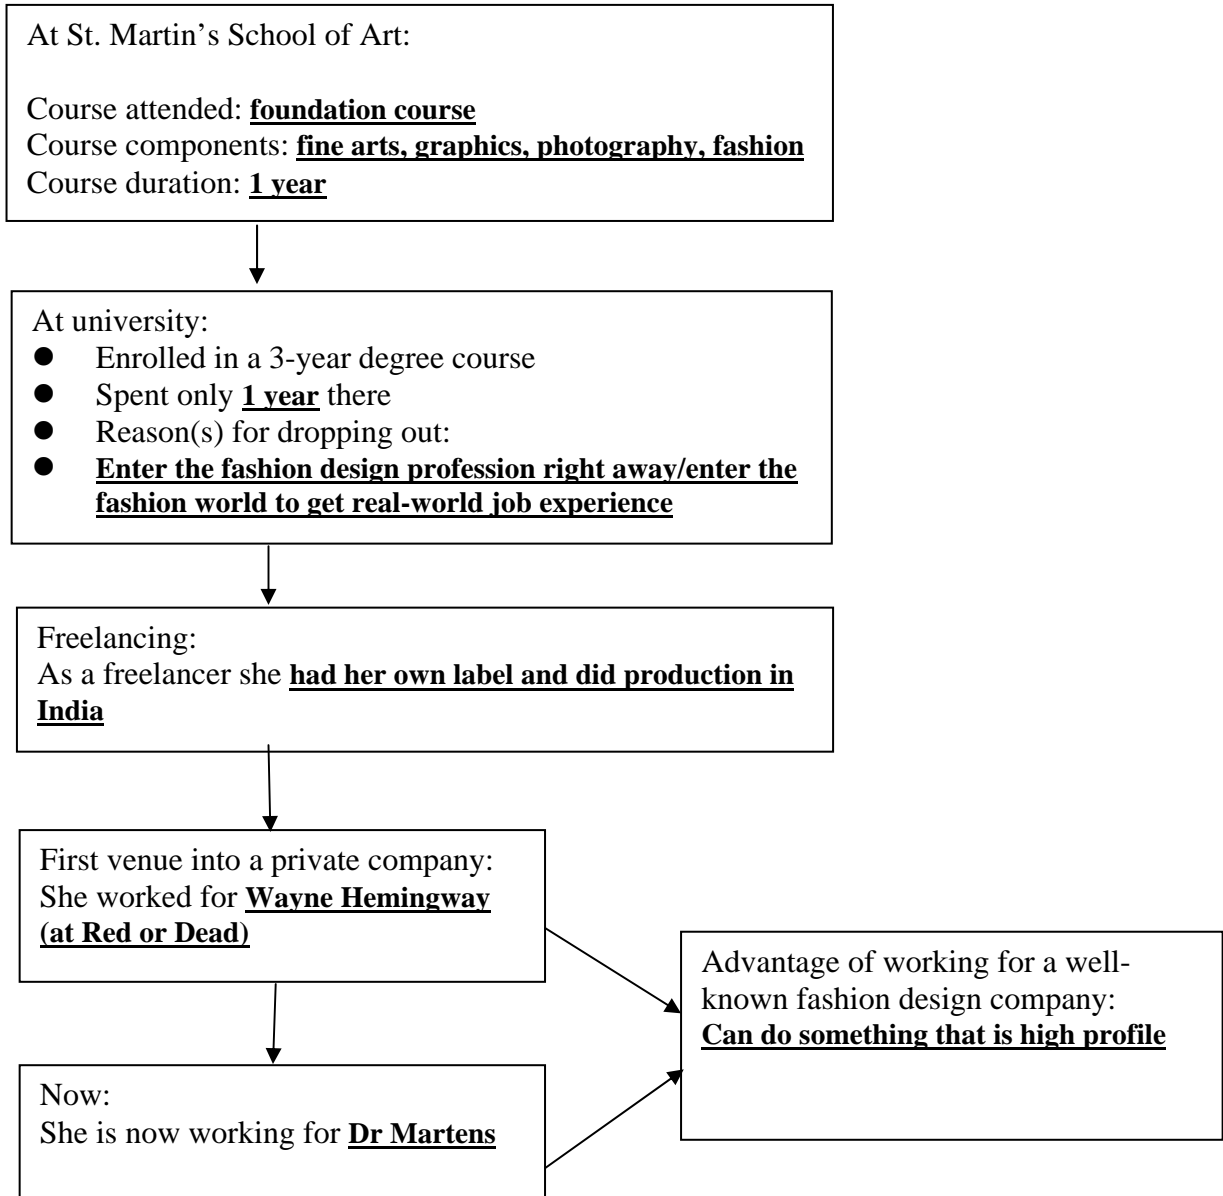 At St. Martin’s School of Art:
Course attended: foundation course
Course components: fine arts, graphics, photography, fashion
Course duration: 1 year
At university:
● Enrolled in a 3-year degree course
● Spent only 1 year there
● Reason(s) for dropping out:
● Enter the fashion design profession right away/enter the
fashion world to get real-world job experience
Freelancing:
As a freelancer she had her own label and did production in
India
First venue into a private company:
She worked for Wayne Hemingway
(at Red or Dead)
Advantage of working for a well-
known fashion design company:
Can do something that is high profile
Now:
She is now working for Dr Martens